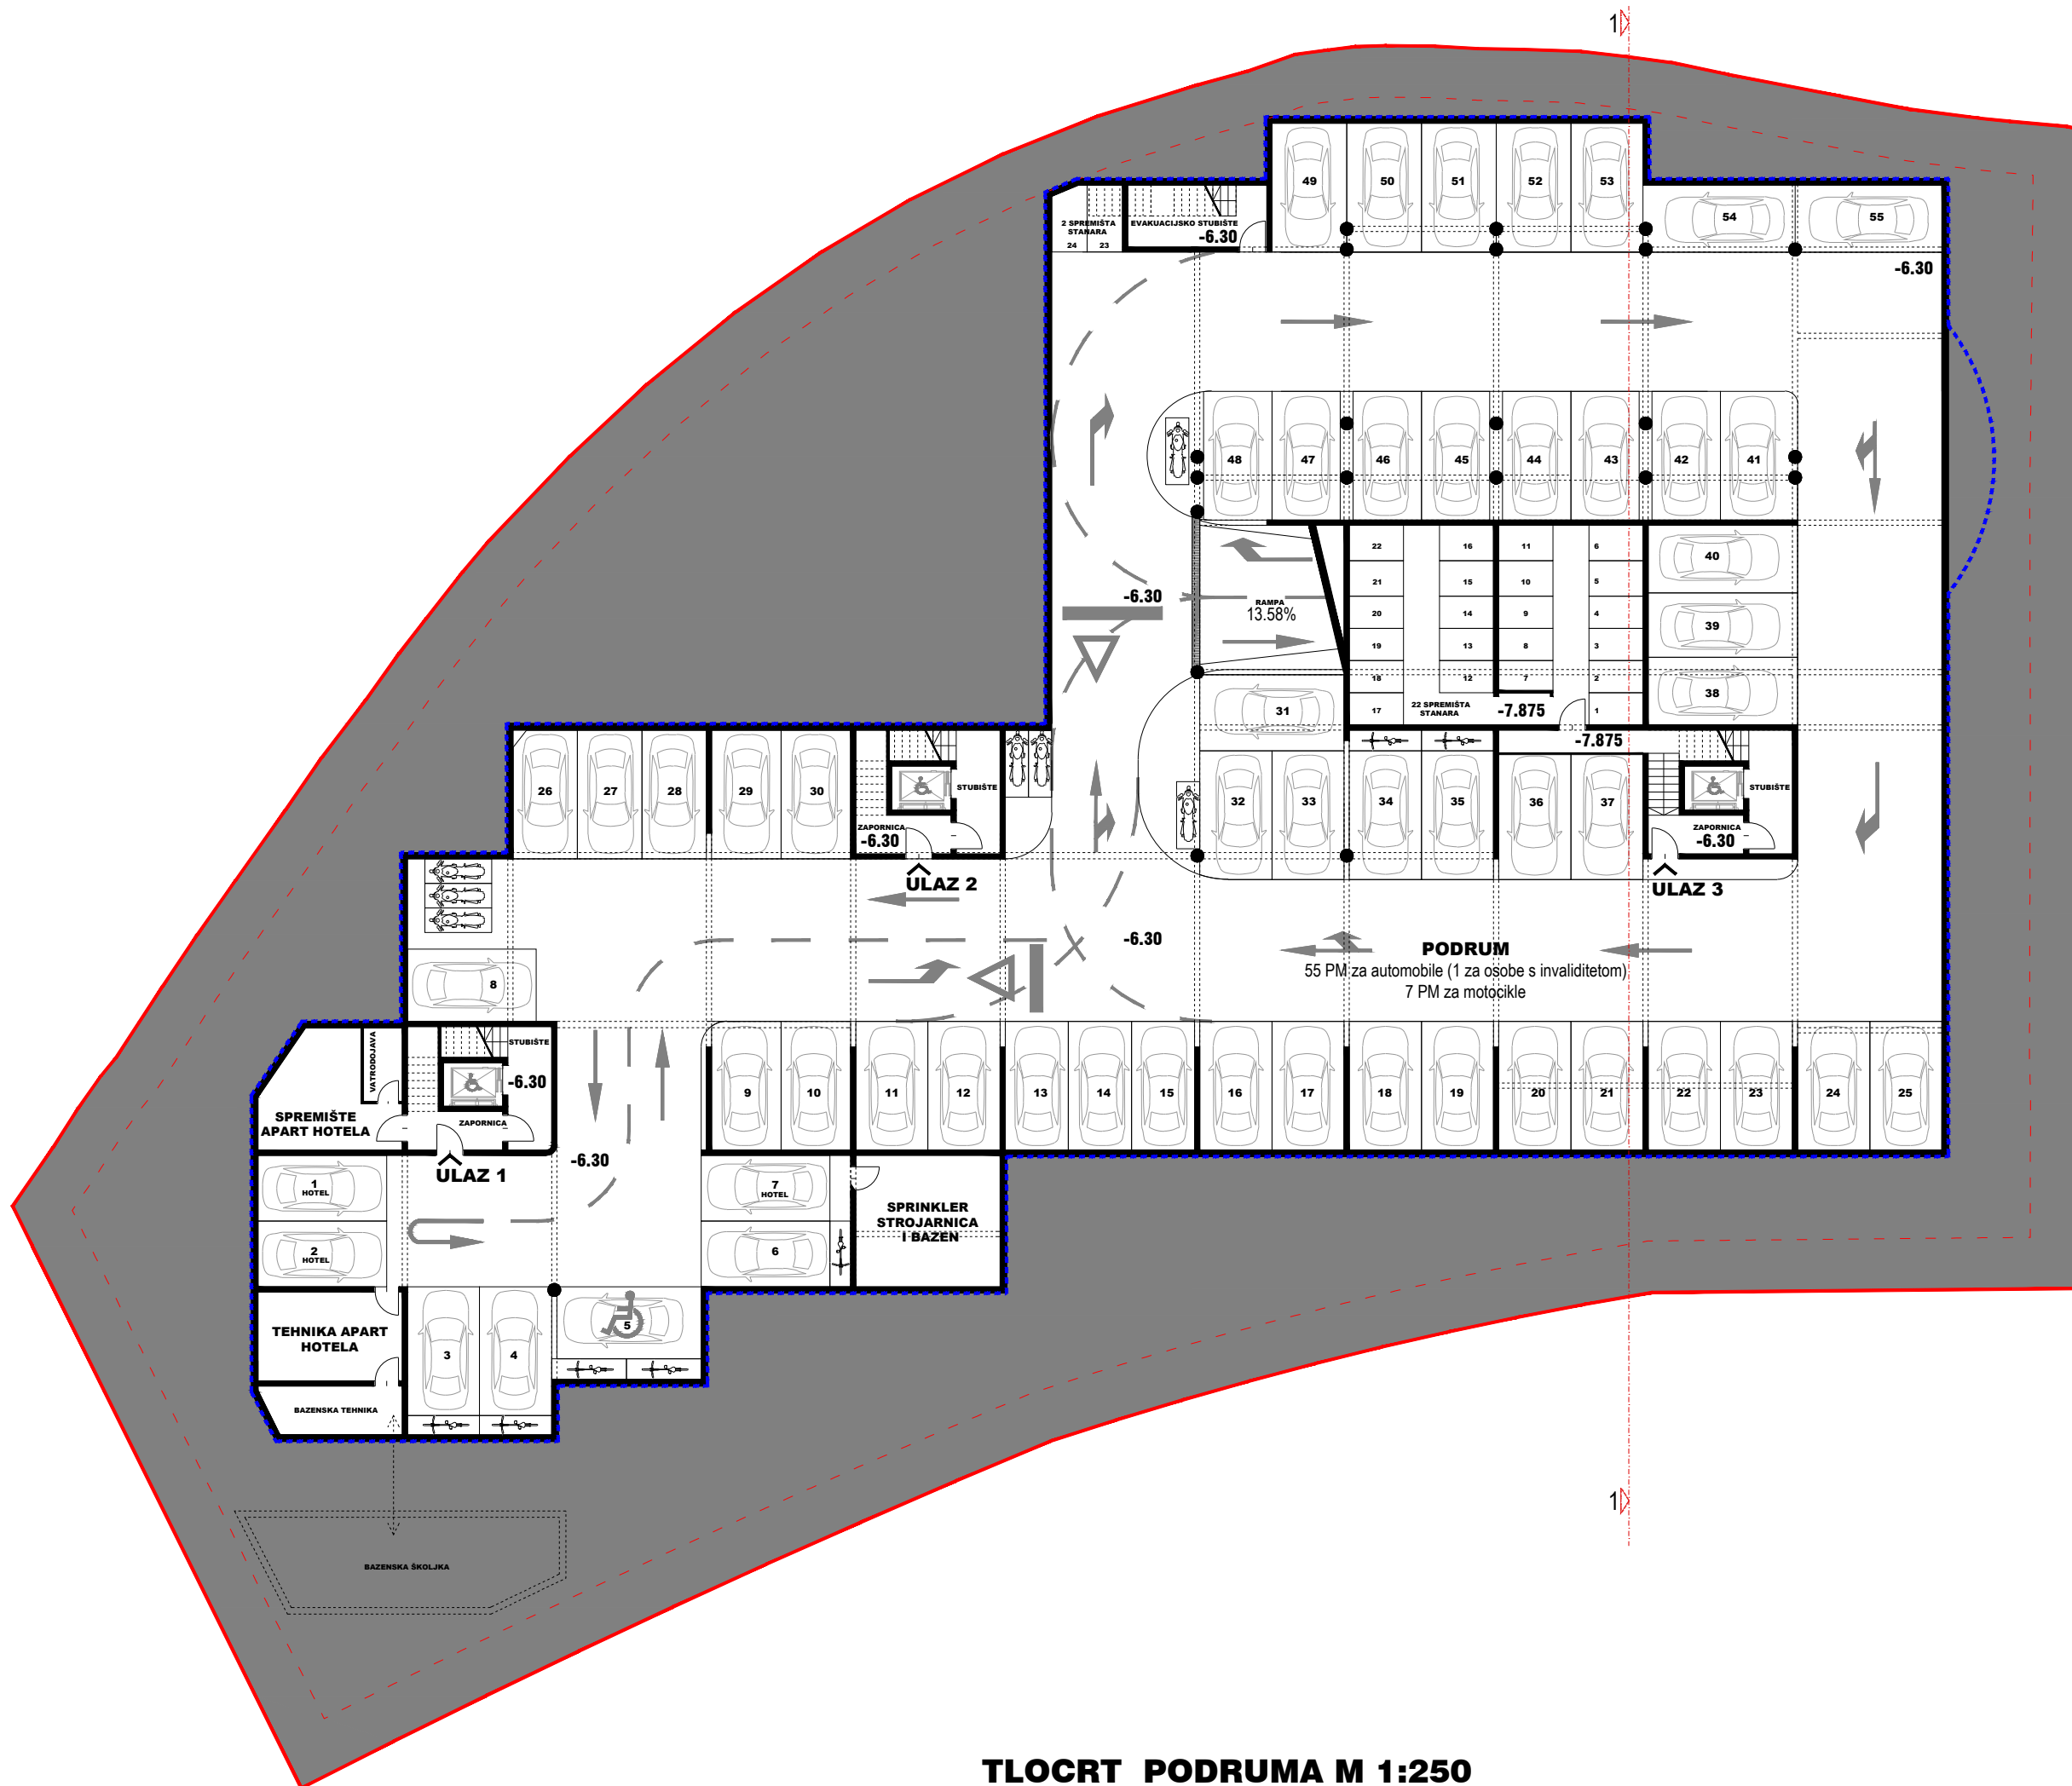 1
49
50
51
52
53
54
55
2 SPREMIŠTA
STANARA
24
23
EVAKUACIJSKO STUBIŠTE
-6.30
-6.30
48
47
46
45
44
43
42
41
22
16
11
6
40
21
15
10
5
-6.30
RAMPA
13.58%
20
14
9
4
39
19
13
8
3
18
12
7
2
38
17
22 SPREMIŠTA
STANARA
-7.875
1
31
-7.875
26
27
28
29
30
STUBIŠTE
ZAPORNICA
-6.30
32
33
34
35
36
37
STUBIŠTE
ZAPORNICA
-6.30
ULAZ 2
ULAZ 3
-6.30
PODRUM
55 PM za automobile (1 za osobe s invaliditetom)
7 PM za motocikle
8
VATRODOJAVA
STUBIŠTE
-6.30
SPREMIŠTE
APART HOTELA
ZAPORNICA
9
10
11
12
13
14
15
16
17
18
19
20
21
22
23
24
25
-6.30
ULAZ 1
1
HOTEL
2
HOTEL
7
HOTEL
6
SPRINKLER
STROJARNICA
I BAZEN
TEHNIKA APART
HOTELA
3
4
5
BAZENSKA TEHNIKA
1
BAZENSKA ŠKOLJKA
TLOCRT PODRUMA M 1:250